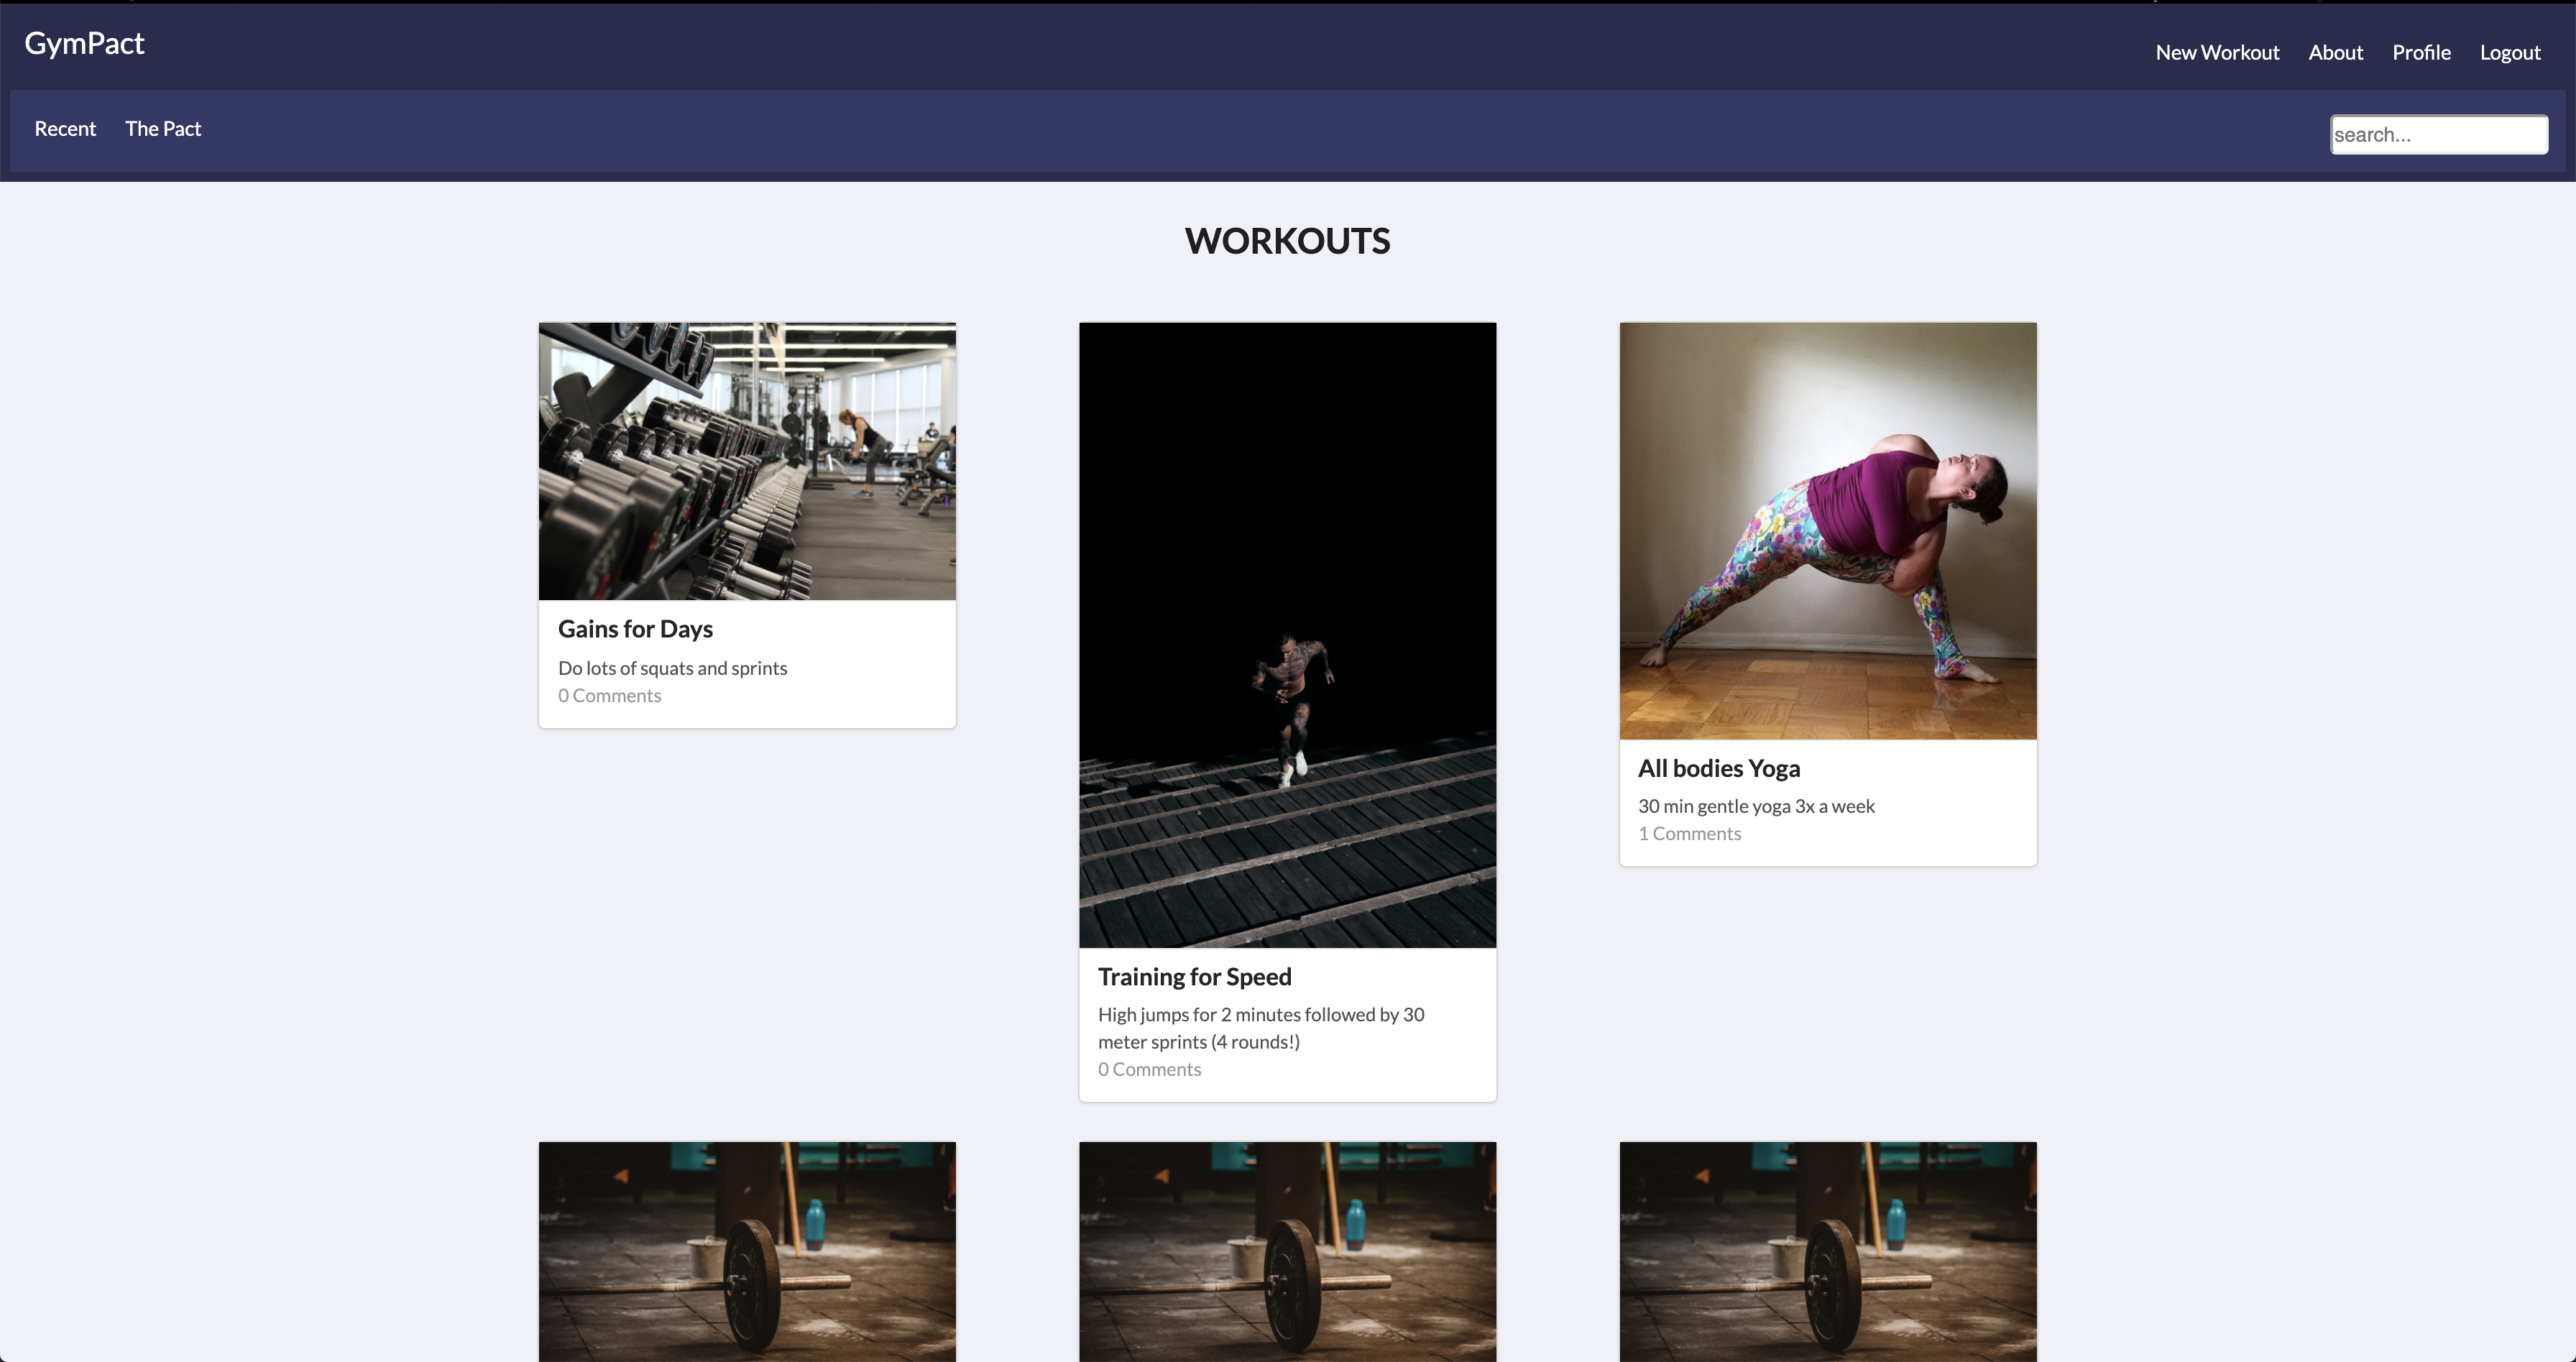 GymPact
New Workout About Profile Logout
Recent The Pact
search...
WORKOUTS
Gains for Days
Do lots of squats and sprints
0 Comments
Training for Speed
High jumps for 2 minutes followed by 30
meter sprints (4 rounds!)
0 Comments
All bodies Yoga
30 min gentle yoga 3x a week
1 Comments